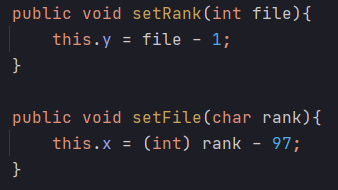 public void setRank(int file){
    this.y = file - 1;
}
public void setFile(char rank){
    this.x = (int) rank - 97;
}